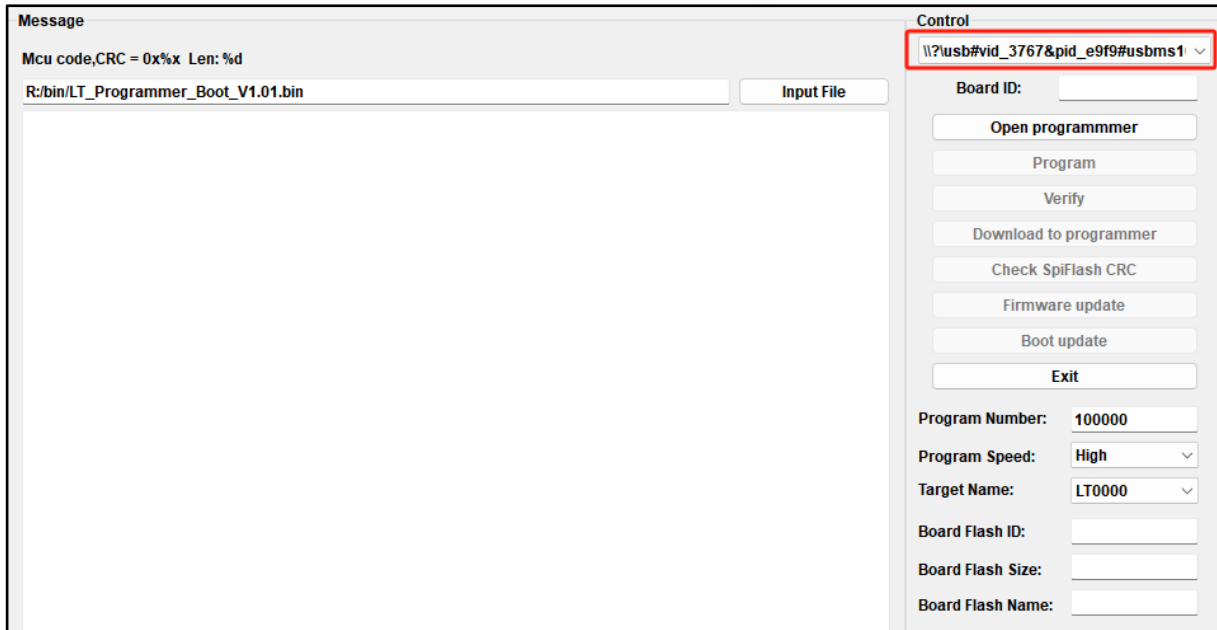 Message
Mcu code,CRC = 0x%x Len: %d
R:/bin/LT_Programmer_Boot_V1.01.bin
Input File
Control
\\?\usb#vid_3767&pid_e9f9#usbms1
Board ID:
Open programmmer
Program
Verify
Download to programmer
Check SpiFlash CRC
Firmware update
Boot update
Exit
Program Number: 100000
Program Speed: High
Target Name: LT0000
Board Flash ID:
Board Flash Size:
Board Flash Name: